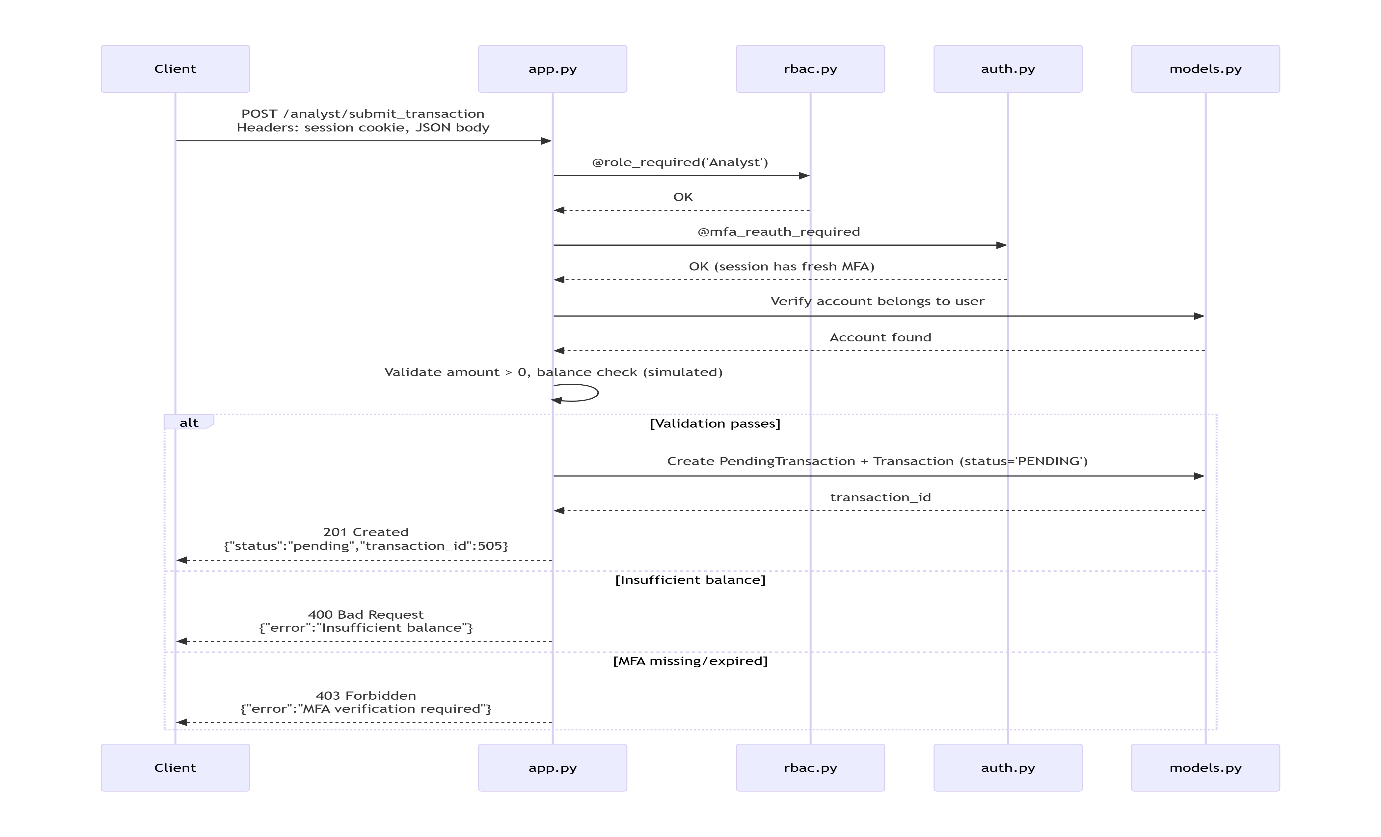 Client
app.py
rbac.py
auth.py
models.py
POST /analyst/submit_transaction
Headers: session cookie, JSON body
@role_required('Analyst')
OK
@mfa_reauth_required
OK (session has fresh MFA)
Verify account belongs to user
Account found
Validate amount > 0, balance check (simulated)
alt
[Validation passes]
Create PendingTransaction + Transaction (status='PENDING')
transaction_id
201 Created
{"status":"pending","transaction_id":505}
[Insufficient balance]
400 Bad Request
{"error":"Insufficient balance"}
[MFA missing/expired]
403 Forbidden
{"error":"MFA verification required"}
Client
app.py
rbac.py
auth.py
models.py